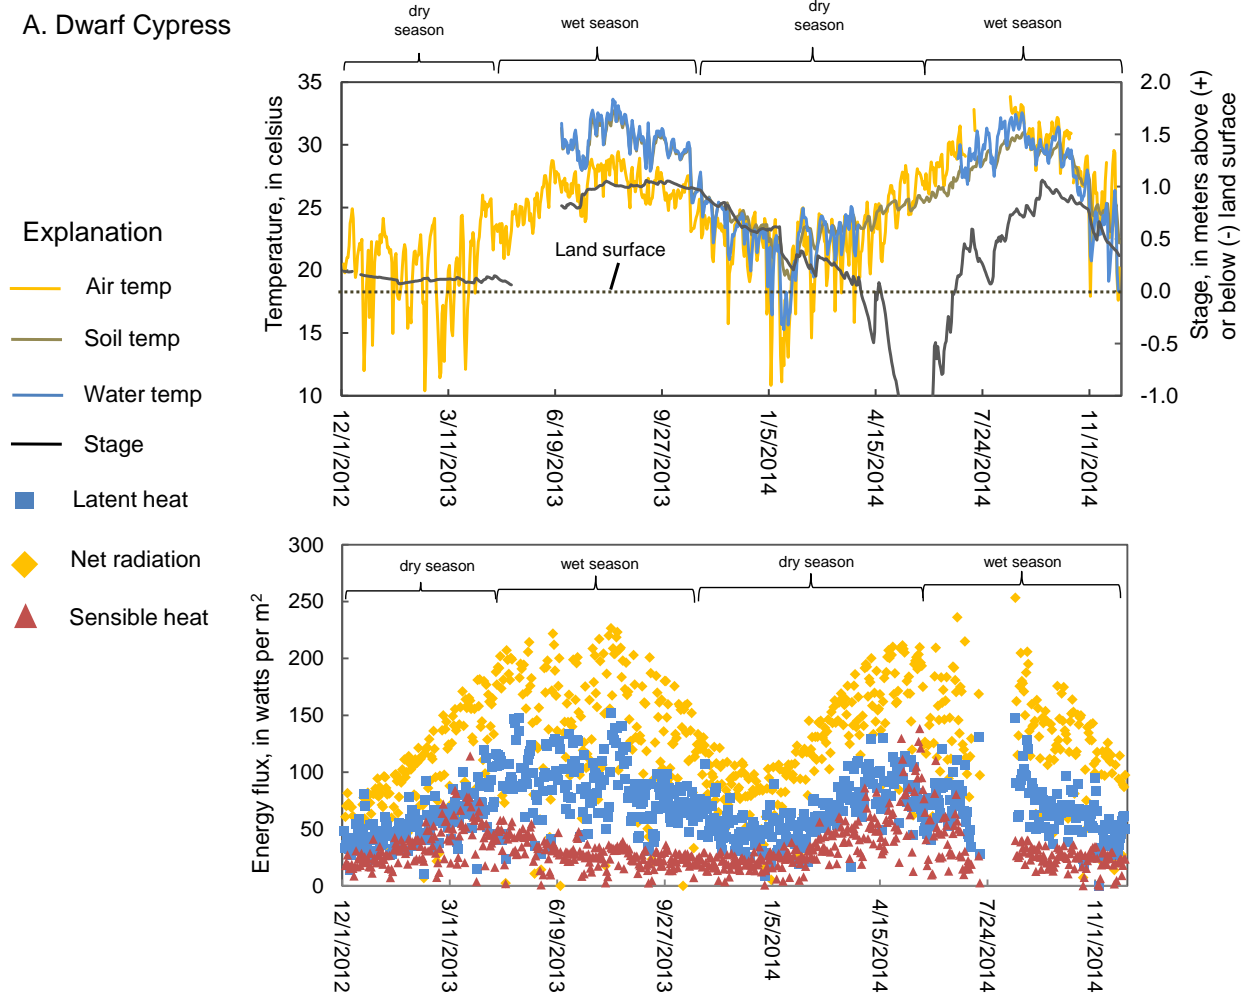 A. Dwarf Cypress
dry
season
wet season
dry
season
wet season
35
30
25
20
15
10
Temperature, in celsius
2.0
1.5
1.0
0.5
0.0
-0.5
-1.0
Stage, in meters above (+)
or below (-) land surface
Land surface
12/1/2012
3/11/2013
6/19/2013
9/27/2013
1/5/2014
4/15/2014
7/24/2014
11/1/2014
Explanation
Air temp
Soil temp
Water temp
Stage
Latent heat
Net radiation
Sensible heat
300
250
200
150
100
50
0
Energy flux, in watts per m²
dry season
wet season
dry season
wet season
12/1/2012
3/11/2013
6/19/2013
9/27/2013
1/5/2014
4/15/2014
7/24/2014
11/1/2014